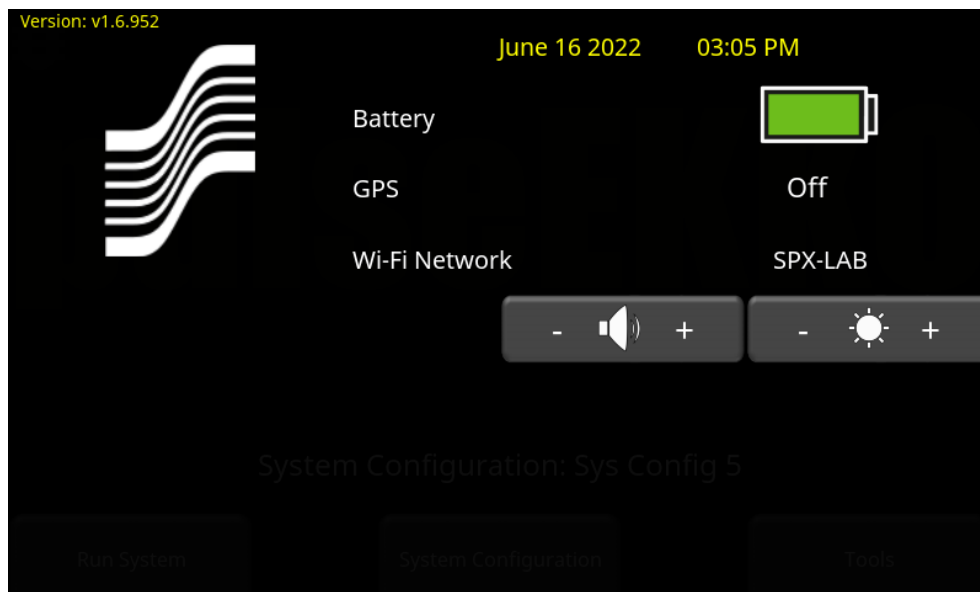 Version: v1.6.952
June 16 2022 03:05 PM
Battery
GPS Off
Wi-Fi Network SPX-LAB
- + - +
System Configuration: Sys Config 5
Run System System Configuration Tools